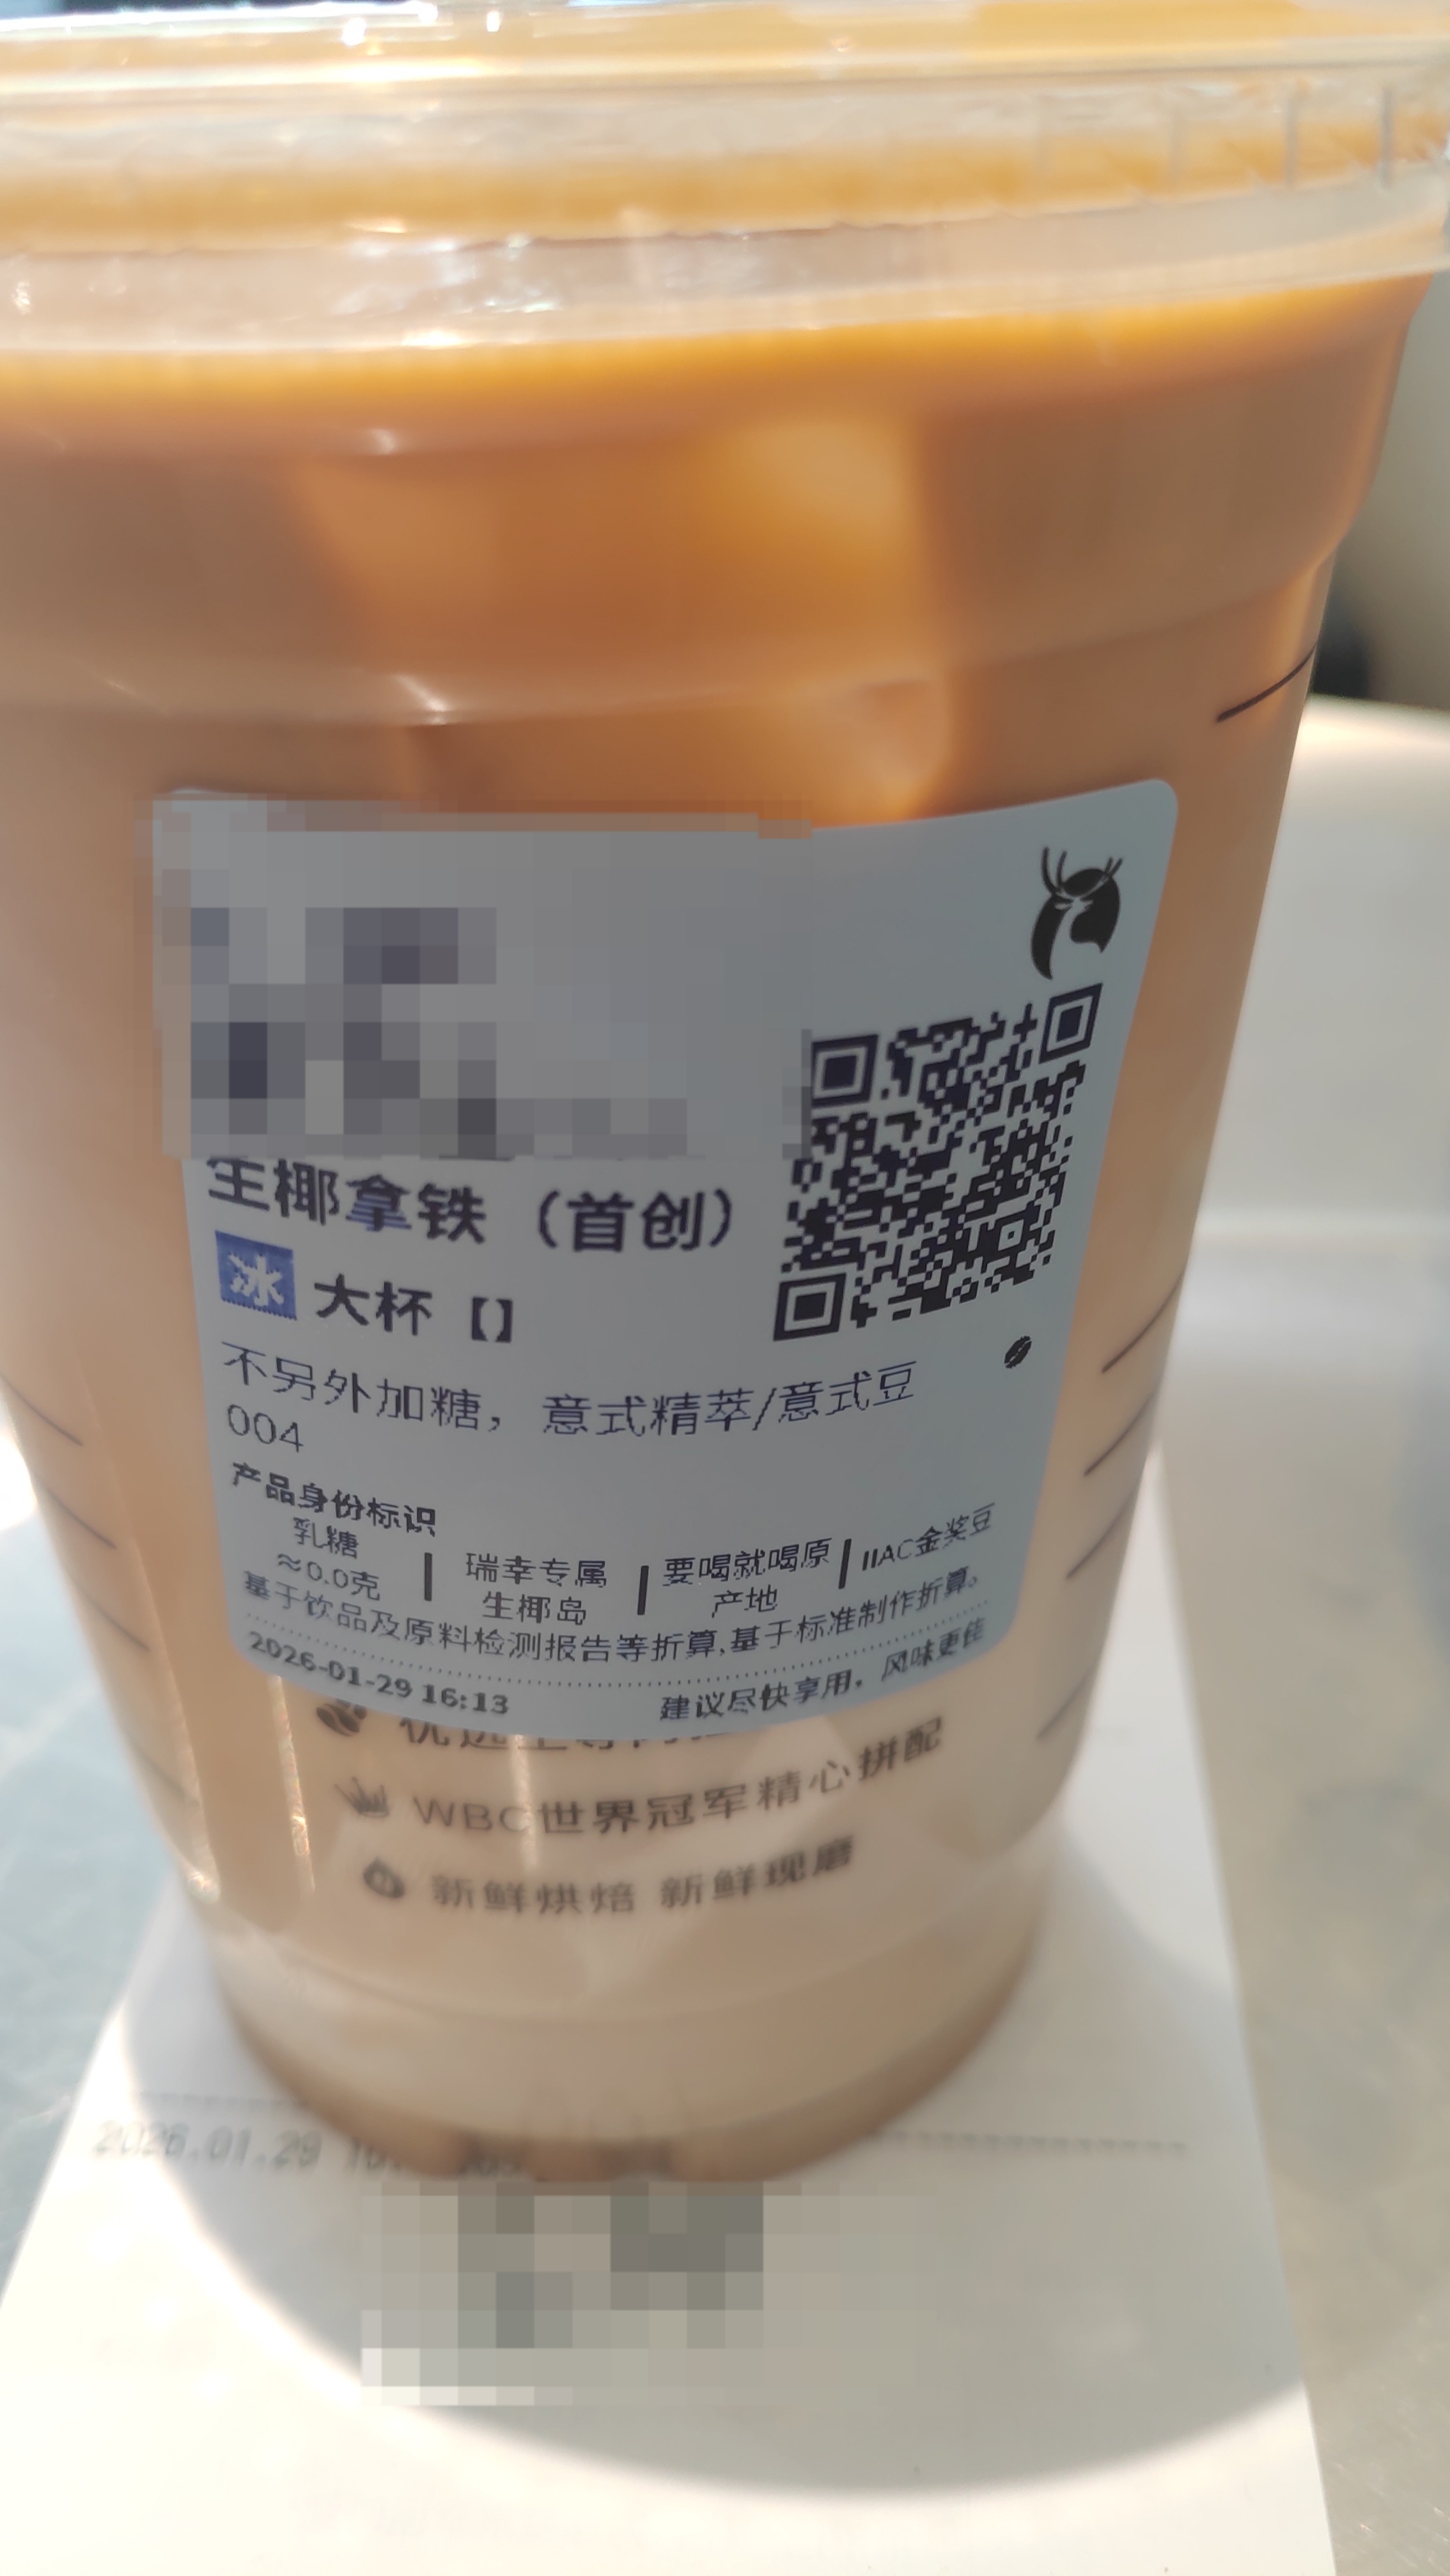 生椰拿铁（首创）
冰 大杯【】
不另外加糖，意式精萃/意式豆
004
产品身份标识
乳糖
≈0.0克
瑞幸专属
生椰岛
要喝就喝原
产地
IIAC金奖豆
基于饮品及原料检测报告等折算,基于标准制作折算。
2026-01-29 16:13 建议尽快享用，风味更佳
WBC世界冠军精心拼配
新鲜烘焙 新鲜现磨
2026.01.29